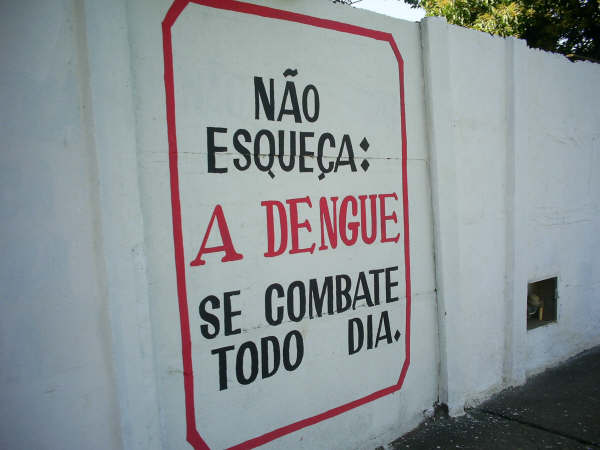 NÃO
ESQUEÇA:
A DENGUE
SE COMBATE
TODO DIA.